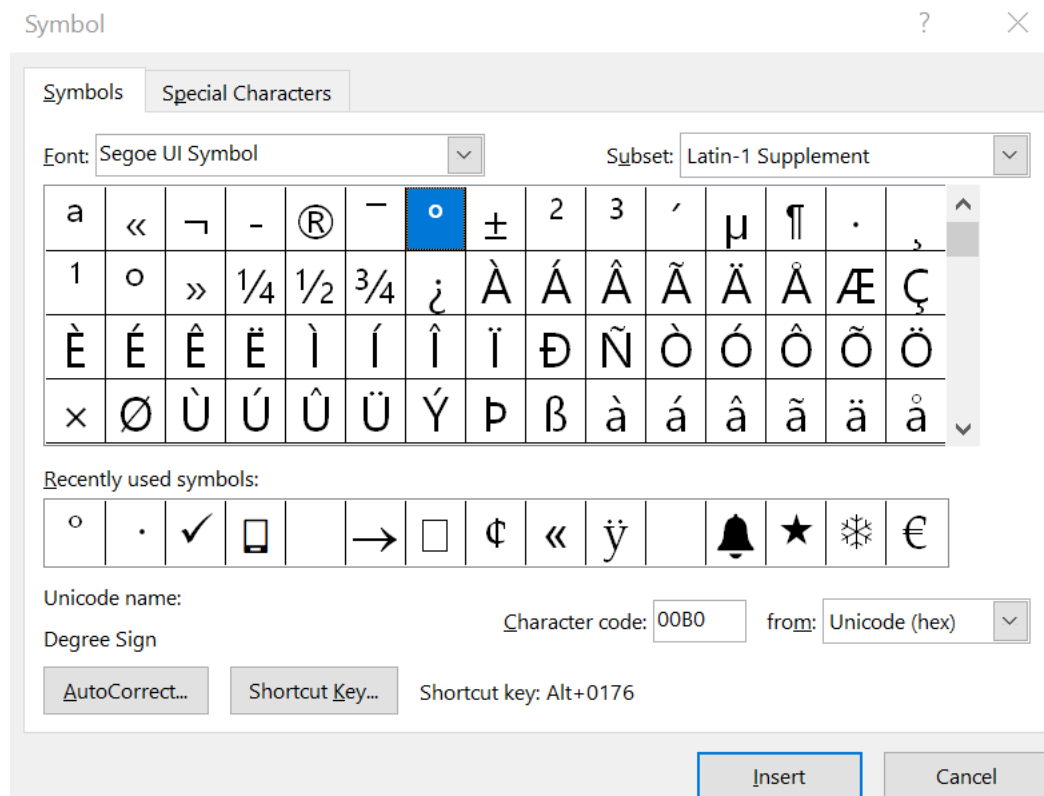 Symbol ?
Symbols Special Characters
Font: Segoe UI Symbol Subset: Latin-1 Supplement
ª « ¬ - ® ¯ ° ± ² ³ ´ µ ¶ · ¸
¹ º » ¼ ½ ¾ ¿ À Á Â Ã Ä Å Æ Ç
È É Ê Ë Ì Í Î Ï Ð Ñ Ò Ó Ô Õ Ö
× Ø Ù Ú Û Ü Ý Þ ß à á â ã ä å
Recently used symbols:
° · ✓ → □ ¢ « ÿ ★ ❄ €
Unicode name:
Degree Sign
Character code: 00B0 from: Unicode (hex)
AutoCorrect... Shortcut Key... Shortcut key: Alt+0176
Insert Cancel